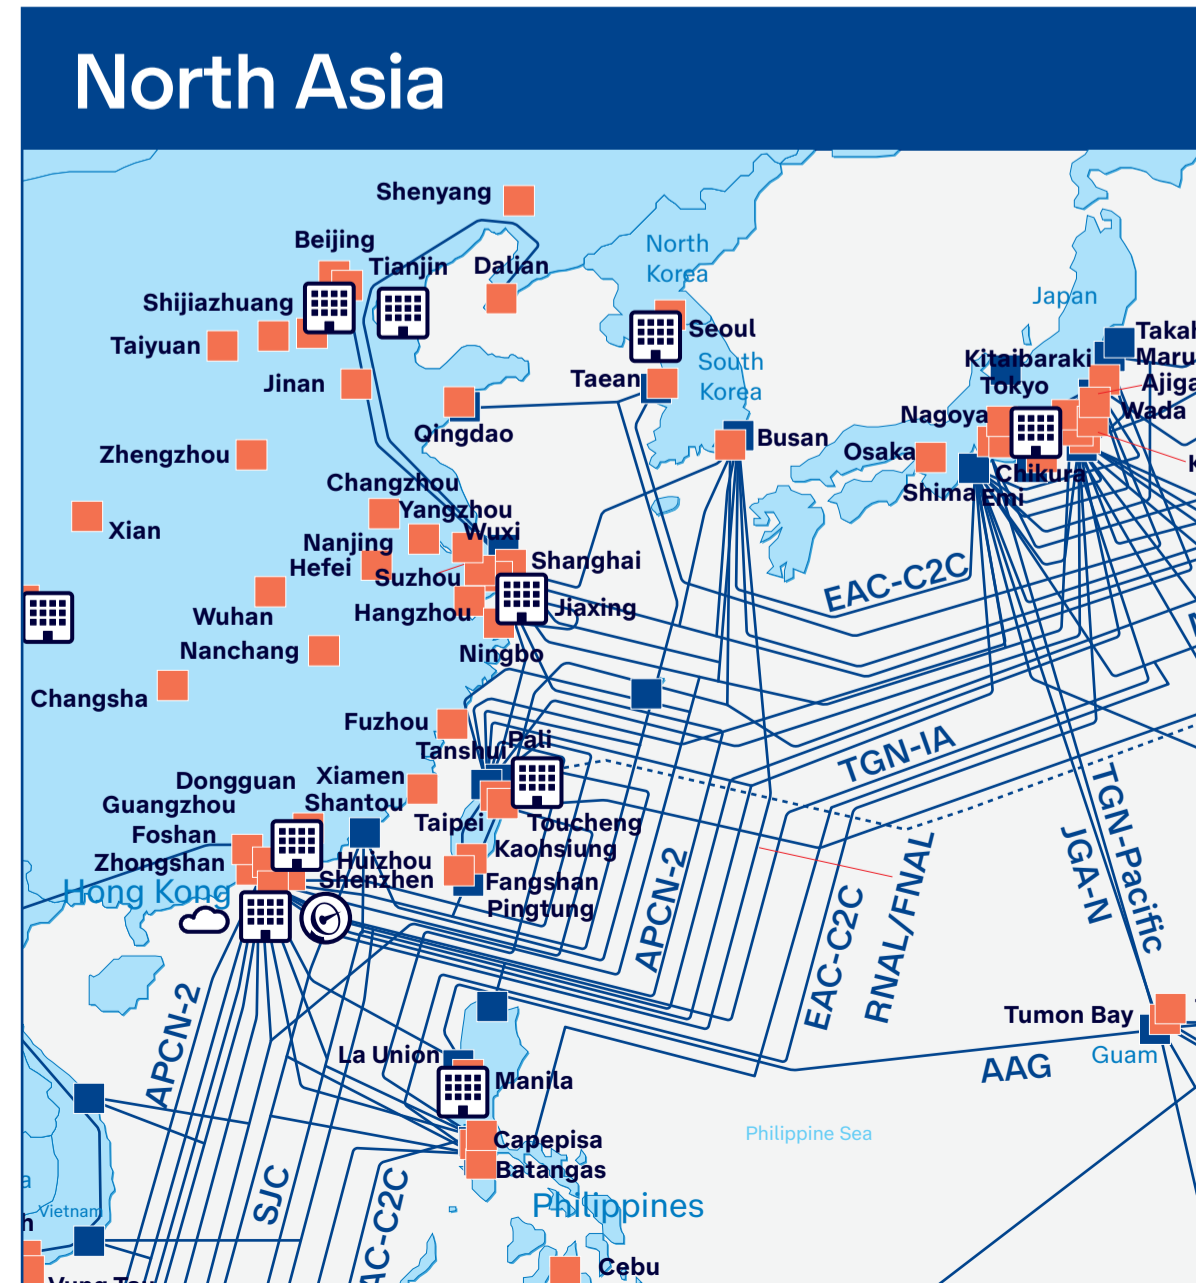 North Asia
Shenyang
Beijing
Tianjin
Dalian
North
Korea
Shijiazhuang
Japan
Taiyuan
Seoul
South
Korea
Kitaibaraki
Taean
Tokyo
Jinan
Nagoya
Wada
Qingdao
Busan
Osaka
Zhengzhou
Chikura
Shima
Emi
Changzhou
Yangzhou
Xian
Wuxi
Nanjing
Hefei
Suzhou
Shanghai
EAC-C2C
Wuhan
Hangzhou
Jiaxing
Nanchang
Ningbo
Changsha
Fuzhou
Tanshui
Pali
TGN-IA
Dongguan
Xiamen
Guangzhou
Shantou
Foshan
Taipei
Toucheng
Zhongshan
Huizhou
Kaohsiung
Shenzhen
Fangshan
Hong Kong
Pingtung
APCN-2
EAC-C2C
RNAL/FNAL
JGA-N
TGN-Pacific
APCN-2
Tumon Bay
La Union
Guam
AAG
Manila
Philippine Sea
Capepisa
Batangas
SJC
Vietnam
Philippines
Cebu